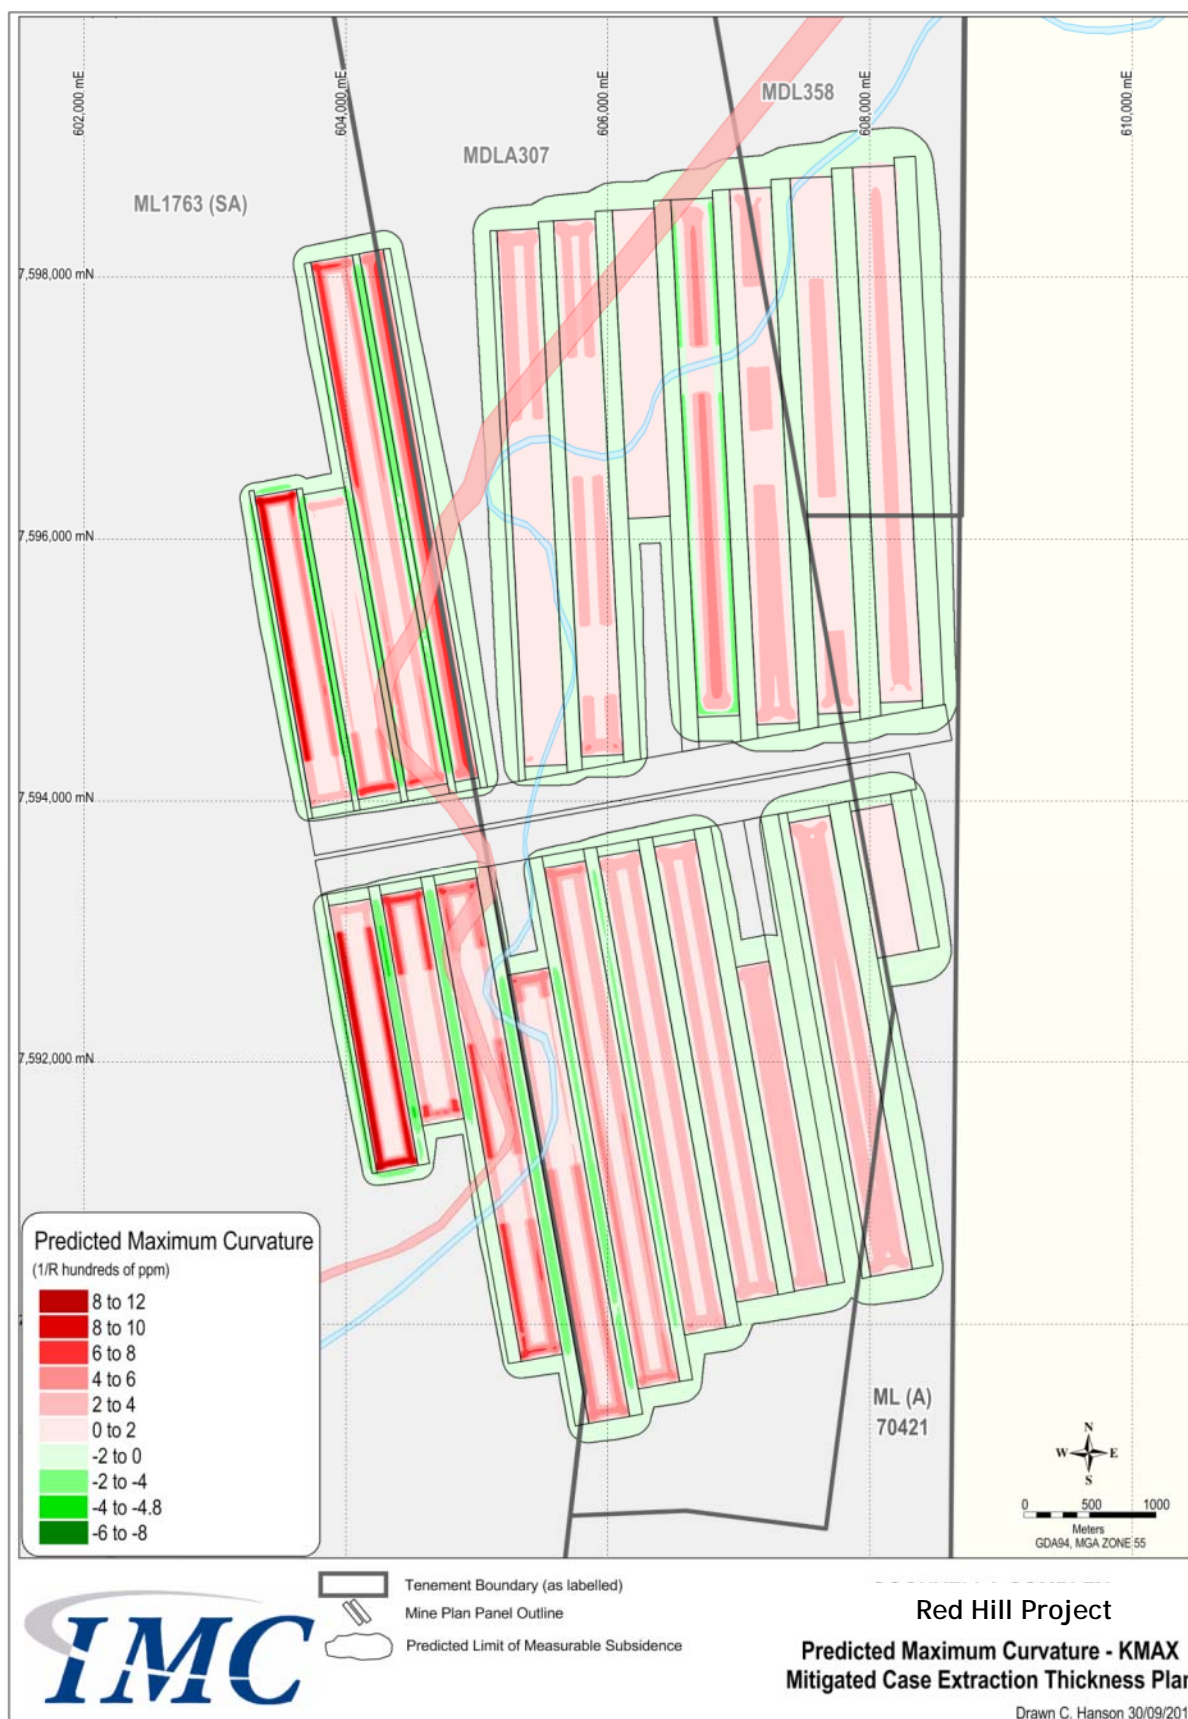 602,000 mE
604,000 mE
606,000 mE
608,000 mE
610,000 mE
MDL358
MDLA307
ML1763 (SA)
7,598,000 mN
7,596,000 mN
7,594,000 mN
7,592,000 mN
Predicted Maximum Curvature
(1/R hundreds of ppm)
8 to 12
8 to 10
6 to 8
4 to 6
2 to 4
0 to 2
-2 to 0
-2 to -4
-4 to -4.8
-6 to -8
ML (A)
70421
N
W E
S
0 500 1000
Meters
GDA94, MGA ZONE 55
IMC
Tenement Boundary (as labelled)
Mine Plan Panel Outline
Predicted Limit of Measurable Subsidence
Red Hill Project
Predicted Maximum Curvature - KMAX
Mitigated Case Extraction Thickness Plan
Drawn C. Hanson 30/09/201